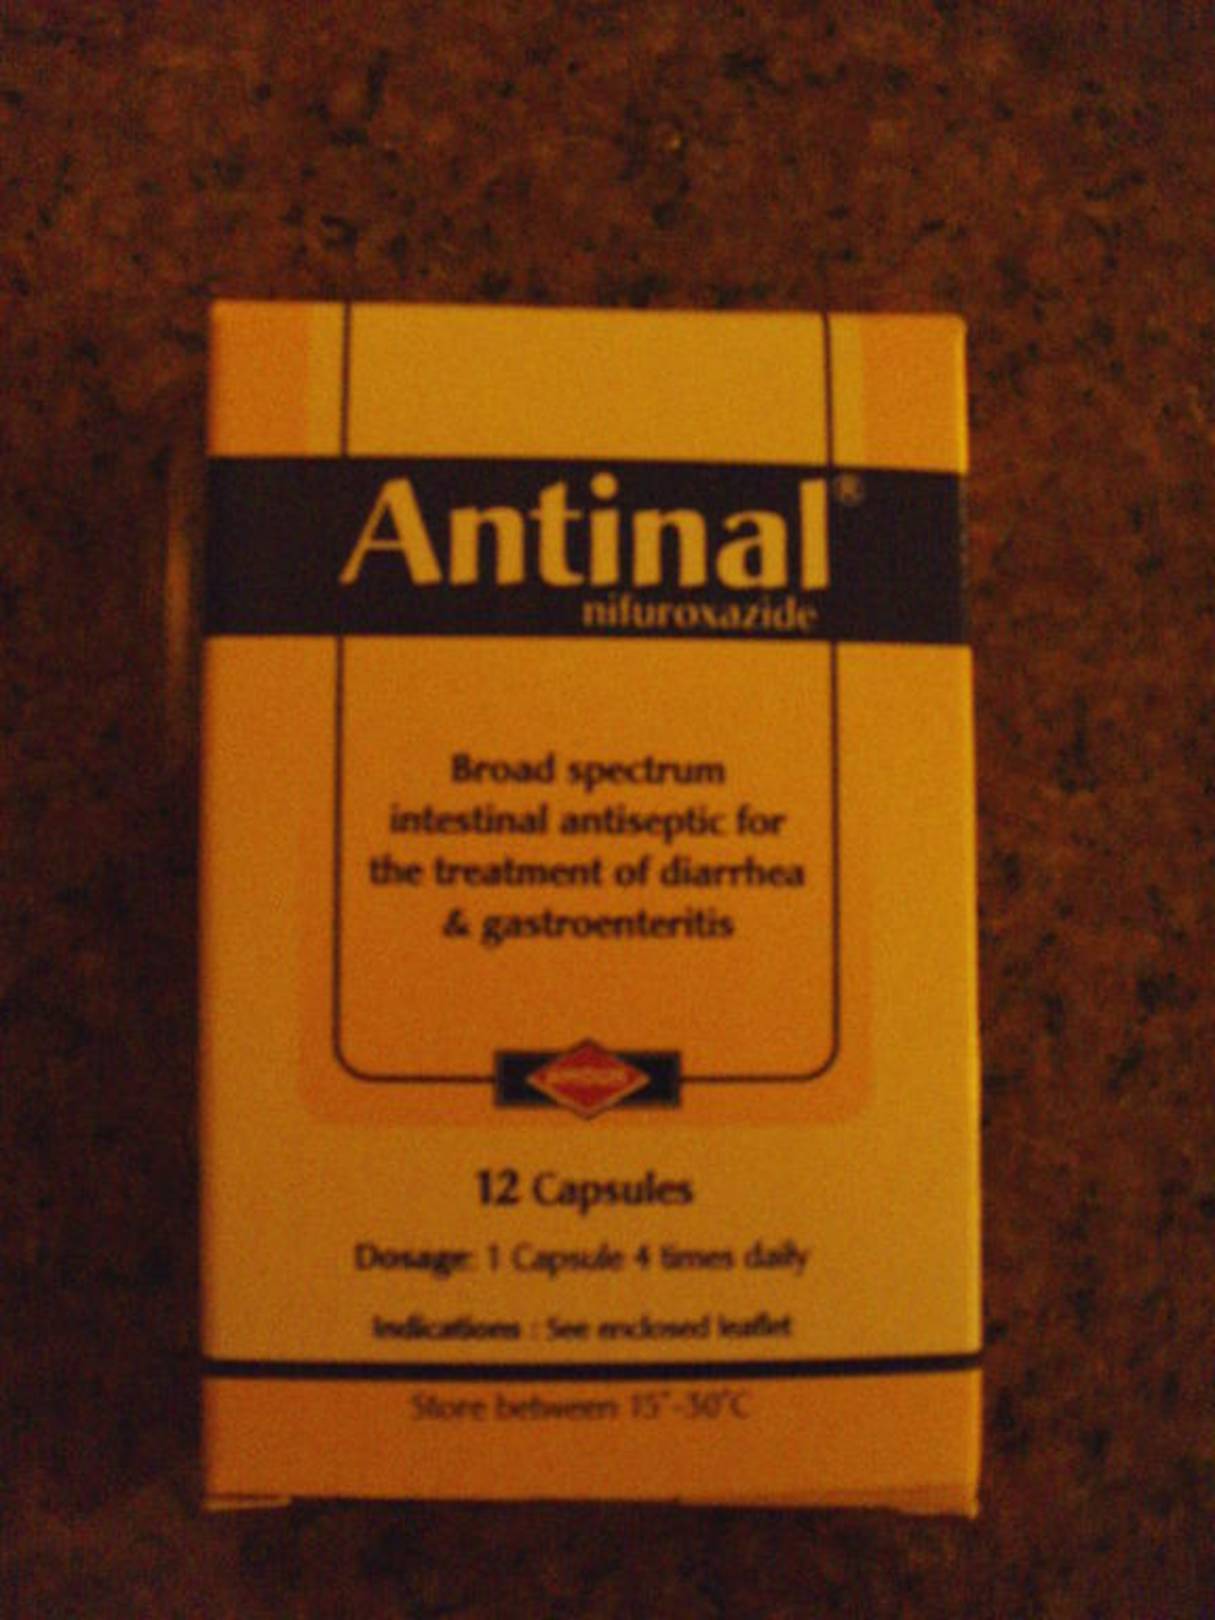 Antinal®
nifuroxazide
Broad spectrum
intestinal antiseptic for
the treatment of diarrhea
& gastroenteritis
12 Capsules
Dosage: 1 Capsule 4 times daily
Indications : See enclosed leaflet
Store between 15°-30°C